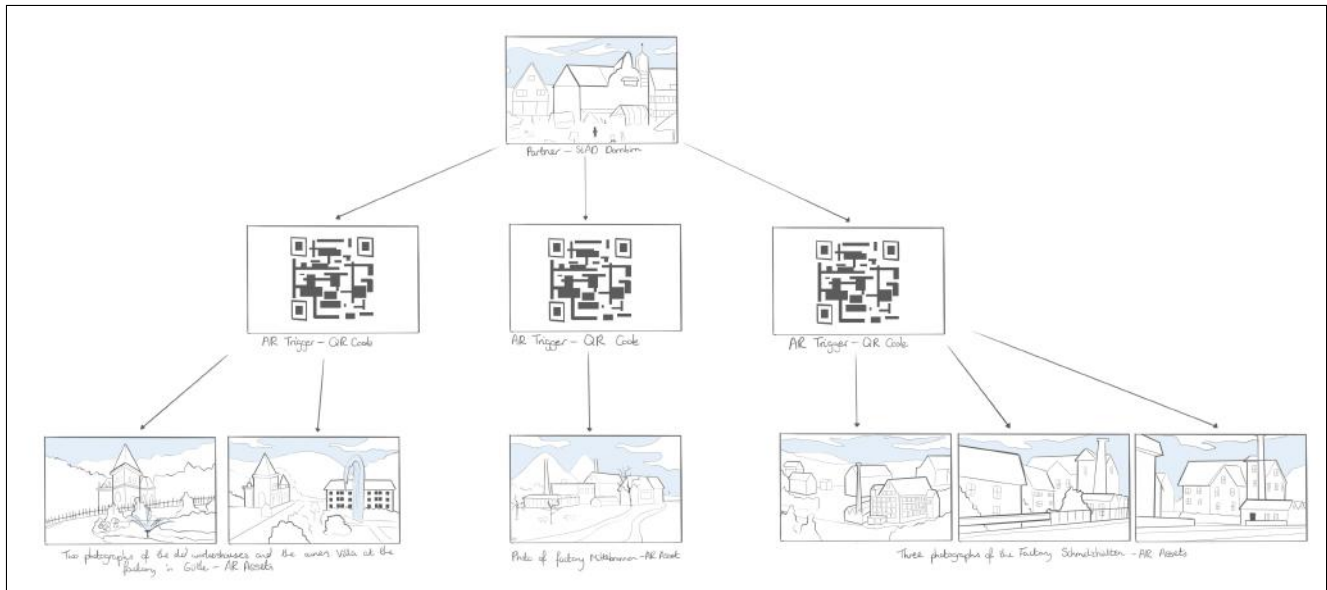 Partner – StAD Dornbirn
AR Trigger – QR Code
AR Trigger – QR Code
AR Trigger – QR Code
Two photographs of the old workerhouses and the owners Villa at the
factory in Gütle – AR Assets
Photo of factory Mittebrunnen – AR Asset
Three photographs of the Factory Schmelzhütten – AR Assets